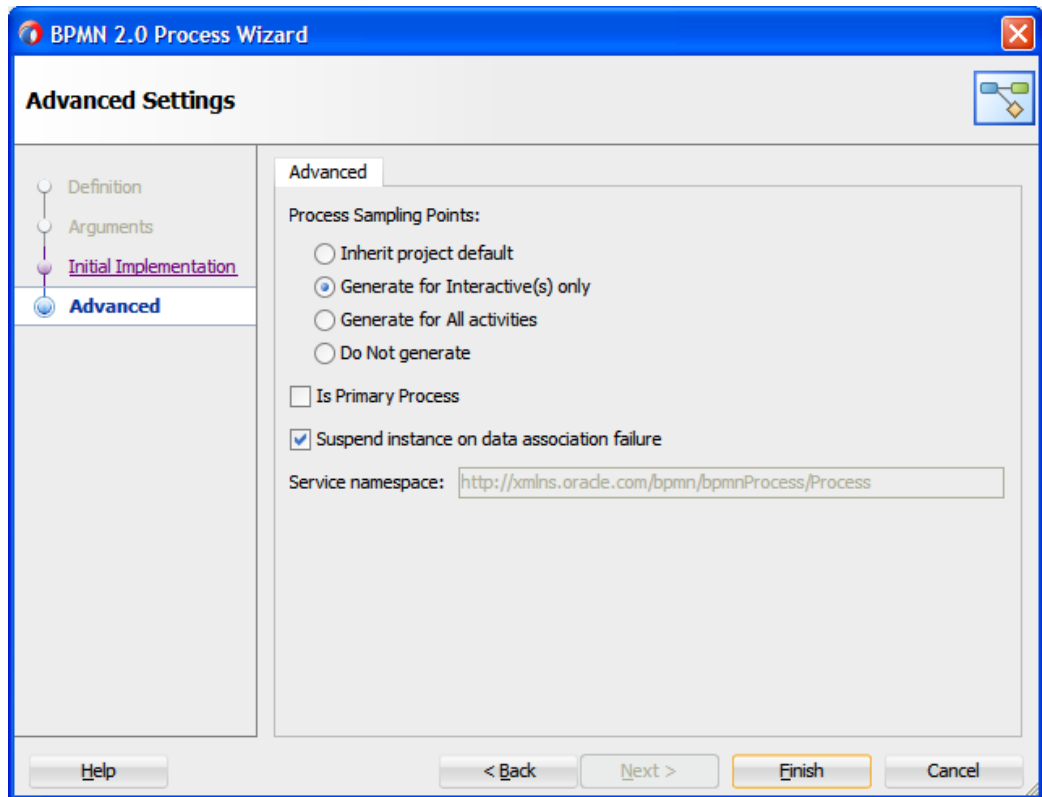 BPMN 2.0 Process Wizard
Advanced Settings
Definition
Arguments
Initial Implementation
Advanced
Advanced
Process Sampling Points:
Inherit project default
Generate for Interactive(s) only
Generate for All activities
Do Not generate
Is Primary Process
Suspend instance on data association failure
Service namespace: http://xmlns.oracle.com/bpmn/bpmnProcess/Process
Help
< Back
Next >
Finish
Cancel